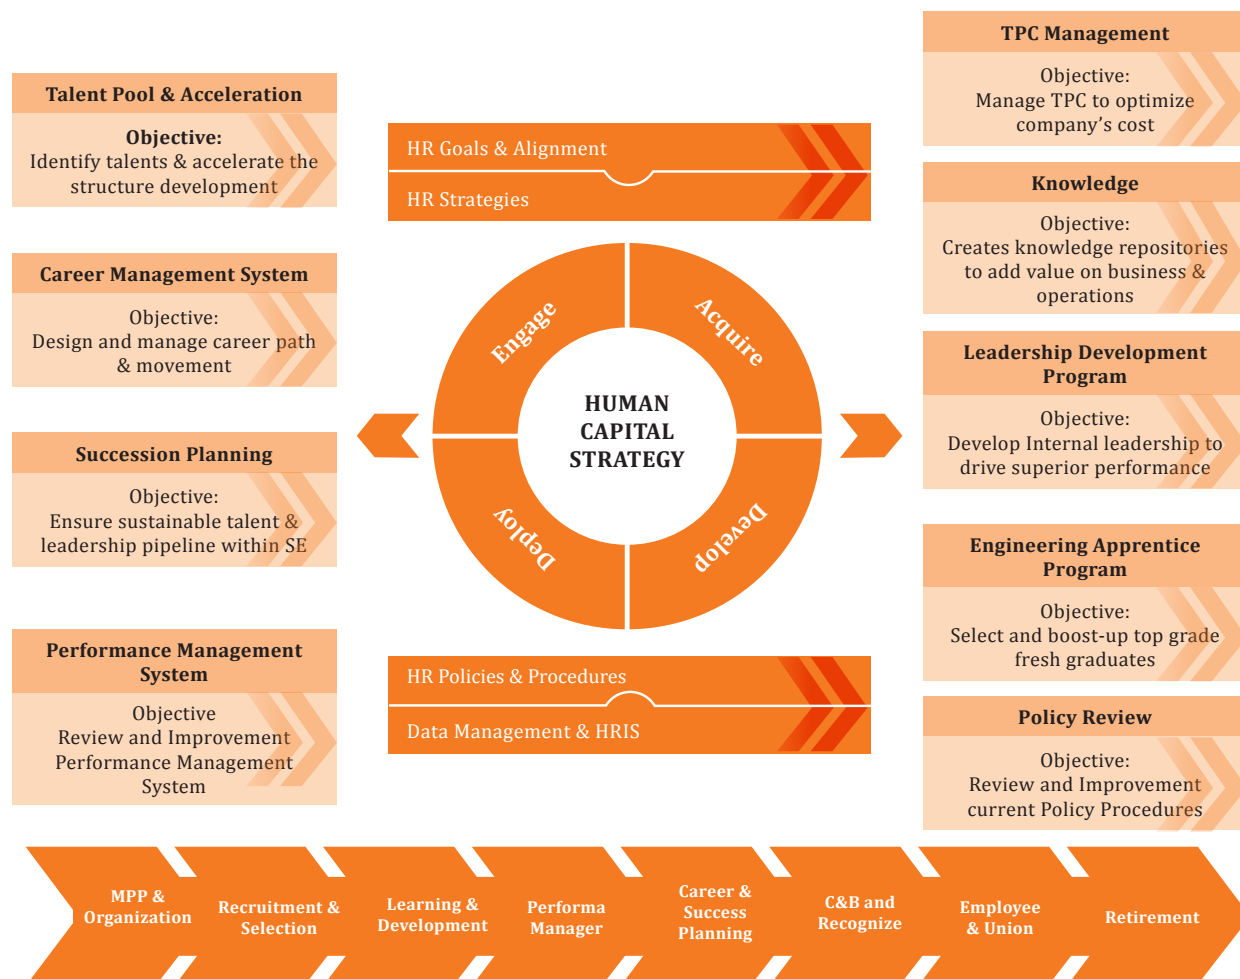 Talent Pool & Acceleration
Objective:
Identify talents & accelerate the
structure development
Career Management System
Objective:
Design and manage career path
& movement
Succession Planning
Objective:
Ensure sustainable talent &
leadership pipeline within SE
Performance Management
System
Objective
Review and Improvement
Performance Management
System
HR Goals & Alignment
HR Strategies
Engage
Acquire
HUMAN
CAPITAL
STRATEGY
Deploy
Develop
HR Policies & Procedures
Data Management & HRIS
TPC Management
Objective:
Manage TPC to optimize
company's cost
Knowledge
Objective:
Creates knowledge repositories
to add value on business &
operations
Leadership Development
Program
Objective:
Develop Internal leadership to
drive superior performance
Engineering Apprentice
Program
Objective:
Select and boost-up top grade
fresh graduates
Policy Review
Objective:
Review and Improvement
current Policy Procedures
MPP &
Organization
Recruitment &
Selection
Learning &
Development
Performa
Manager
Career &
Success
Planning
C&B and
Recognize
Employee
& Union
Retirement